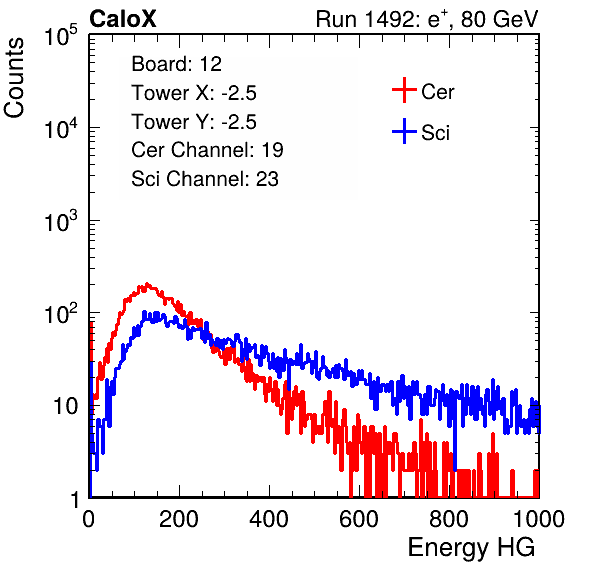 CaloX Run 1492: e⁺, 80 GeV
Counts
Board: 12
Tower X: -2.5
Tower Y: -2.5
Cer Channel: 19
Sci Channel: 23
Cer
Sci
10⁵
10⁴
10³
10²
10
1
0 200 400 600 800 1000
Energy HG